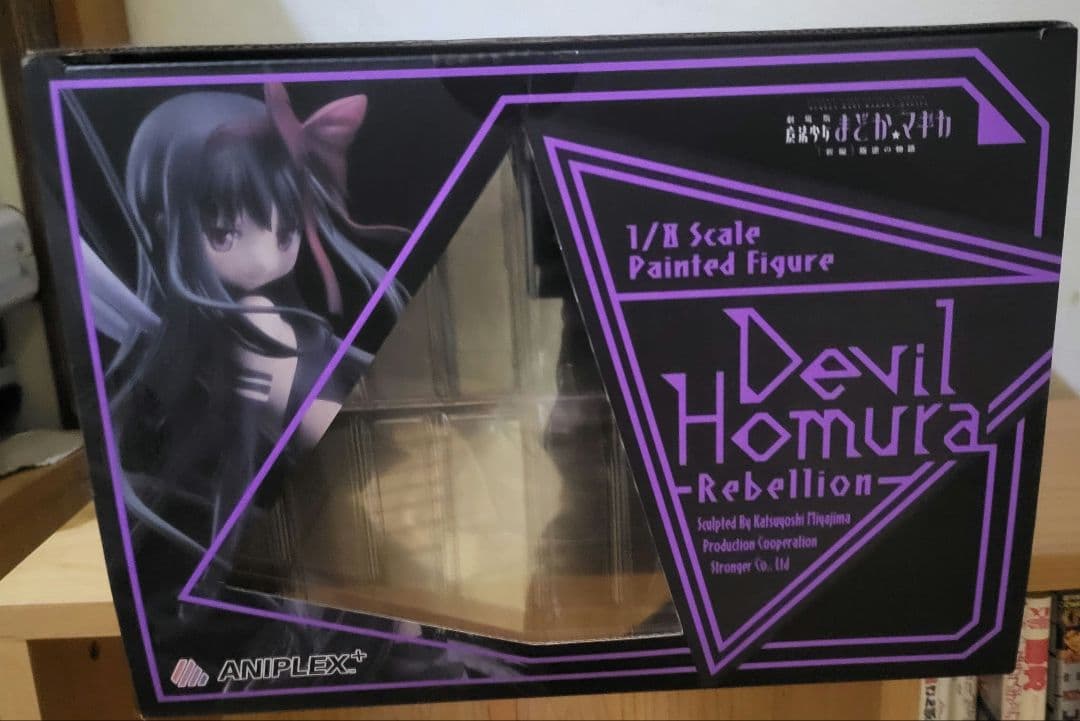 劇場版
魔法少女まどか★マギカ
[新編]叛逆の物語
1/8 Scale
Painted Figure
Devil
Homura
-Rebellion-
Sculpted By Katsuyoshi Miyajima
Production Cooperation
Stronger Co., Ltd
ANIPLEX+